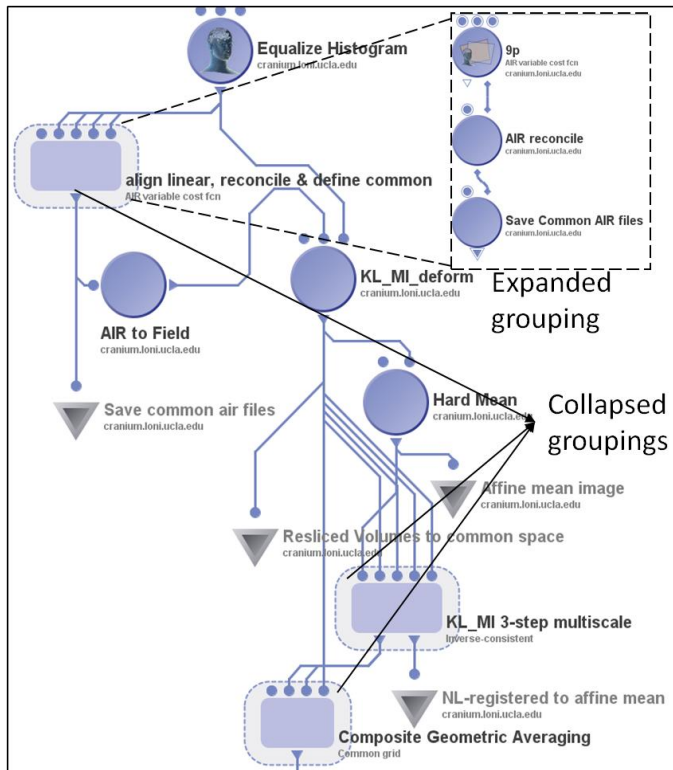 Equalize Histogram
cranium.loni.ucla.edu
9p
AIR variable cost fcn
cranium.loni.ucla.edu
AIR reconcile
cranium.loni.ucla.edu
align linear, reconcile & define common
AIR variable cost fcn
Save Common AIR files
cranium.loni.ucla.edu
KL_MI_deform
cranium.loni.ucla.edu
Expanded
grouping
AIR to Field
cranium.loni.ucla.edu
Hard Mean
cranium.loni.ucla.edu
Collapsed
groupings
Save common air files
cranium.loni.ucla.edu
Affine mean image
cranium.loni.ucla.edu
Resliced Volumes to common space
cranium.loni.ucla.edu
KL_MI 3-step multiscale
Inverse-consistent
NL-registered to affine mean
cranium.loni.ucla.edu
Composite Geometric Averaging
Common grid